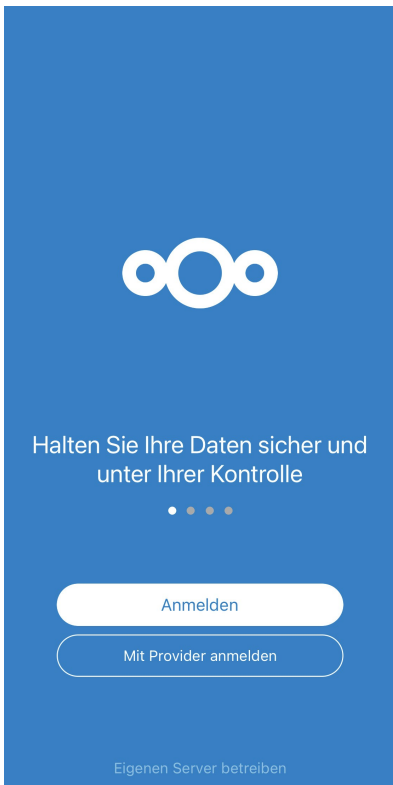 Halten Sie Ihre Daten sicher und
unter Ihrer Kontrolle
Anmelden
Mit Provider anmelden
Eigenen Server betreiben